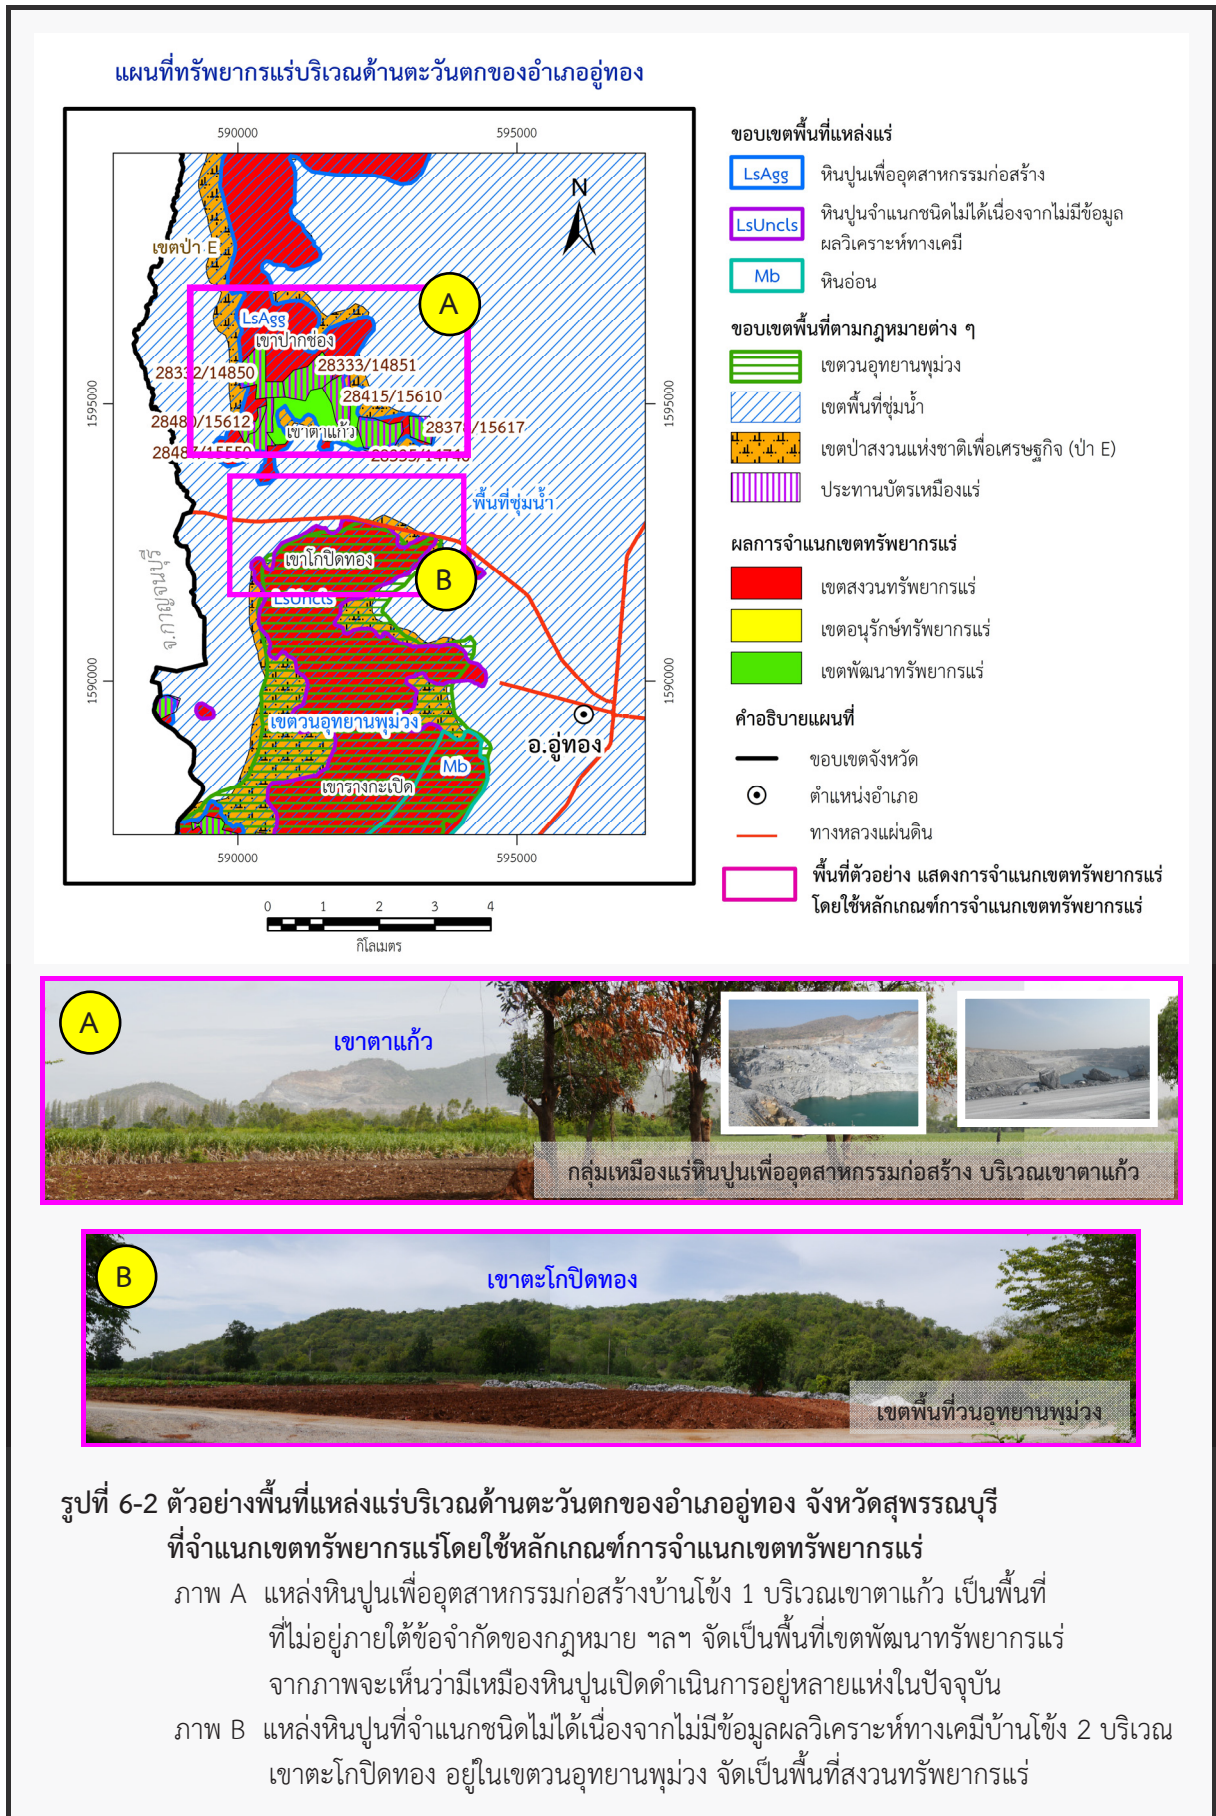 แผนที่ทรัพยากรแร่บริเวณด้านตะวันตกของอำเภออู่ทอง
590000
595000
N
เขตป่า E
A
LsAgg
เขาปากช่อง
28332/14850
28333/14851
28415/15610
1595000
1595000
28480/15612
เขาตาแก้ว
28378/15617
พื้นที่ชุ่มน้ำ
เขาโกปิดทอง
B
LsUncls
จ.กาญจนบุรี
1590000
1590000
เขตวนอุทยานพุม่วง
อ.อู่ทอง
Mb
เขารางกะเปิด
590000
595000
0 1 2 3 4
กิโลเมตร
ขอบเขตพื้นที่แหล่งแร่
LsAgg หินปูนเพื่ออุตสาหกรรมก่อสร้าง
LsUncls หินปูนจำแนกชนิดไม่ได้เนื่องจากไม่มีข้อมูล
ผลวิเคราะห์ทางเคมี
Mb หินอ่อน
ขอบเขตพื้นที่ตามกฎหมายต่าง ๆ
เขตวนอุทยานพุม่วง
เขตพื้นที่ชุ่มน้ำ
เขตป่าสงวนแห่งชาติเพื่อเศรษฐกิจ (ป่า E)
ประทานบัตรเหมืองแร่
ผลการจำแนกเขตทรัพยากรแร่
เขตสงวนทรัพยากรแร่
เขตอนุรักษ์ทรัพยากรแร่
เขตพัฒนาทรัพยากรแร่
คำอธิบายแผนที่
ขอบเขตจังหวัด
ตำแหน่งอำเภอ
ทางหลวงแผ่นดิน
พื้นที่ตัวอย่าง แสดงการจำแนกเขตทรัพยากรแร่
โดยใช้หลักเกณฑ์การจำแนกเขตทรัพยากรแร่
A
เขาตาแก้ว
กลุ่มเหมืองแร่หินปูนเพื่ออุตสาหกรรมก่อสร้าง บริเวณเขาตาแก้ว
B
เขาตะโกปิดทอง
เขตพื้นที่วนอุทยานพุม่วง
รูปที่ 6-2 ตัวอย่างพื้นที่แหล่งแร่บริเวณด้านตะวันตกของอำเภออู่ทอง จังหวัดสุพรรณบุรี
ที่จำแนกเขตทรัพยากรแร่โดยใช้หลักเกณฑ์การจำแนกเขตทรัพยากรแร่
ภาพ A แหล่งหินปูนเพื่ออุตสาหกรรมก่อสร้างบ้านโข้ง 1 บริเวณเขาตาแก้ว เป็นพื้นที่
ที่ไม่อยู่ภายใต้ข้อจำกัดของกฎหมาย ฯลฯ จัดเป็นพื้นที่เขตพัฒนาทรัพยากรแร่
จากภาพจะเห็นว่ามีเหมืองหินปูนเปิดดำเนินการอยู่หลายแห่งในปัจจุบัน
ภาพ B แหล่งหินปูนที่จำแนกชนิดไม่ได้เนื่องจากไม่มีข้อมูลผลวิเคราะห์ทางเคมีบ้านโข้ง 2 บริเวณ
เขาตะโกปิดทอง อยู่ในเขตวนอุทยานพุม่วง จัดเป็นพื้นที่สงวนทรัพยากรแร่